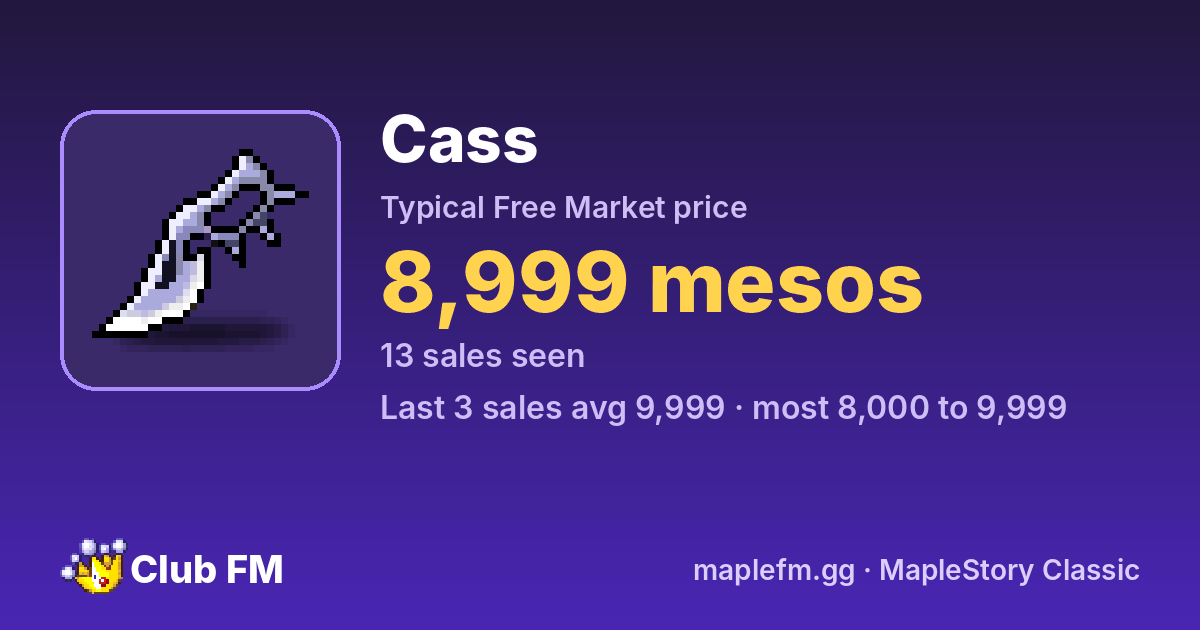 Cass
Typical Free Market price
8,999 mesos
13 sales seen
Last 3 sales avg 9,999 · most 8,000 to 9,999
Club FM
maplefm.gg · MapleStory Classic